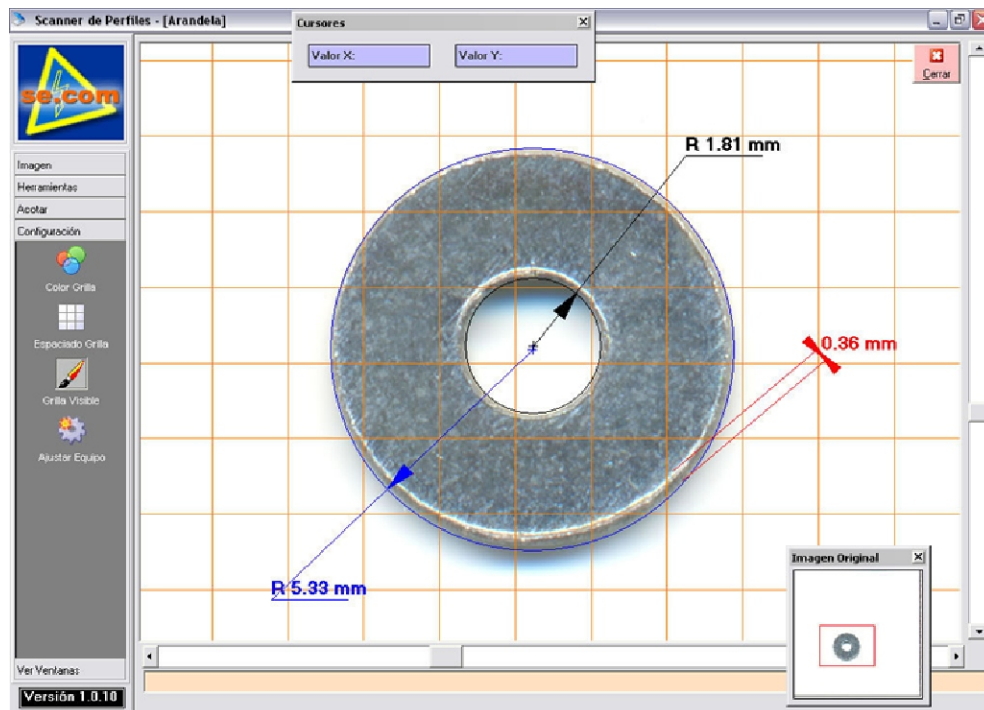 Scanner de Perfiles - [Arandela]
Cursores
Valor X:
Valor Y:
Cerrar
se.com
Imagen
Herramientas
Acotar
Configuración
Color Grilla
Espaciado Grilla
Grilla Visible
Ajustar Equipo
R 1.81 mm
0.36 mm
R 5.33 mm
Imagen Original
Ver Ventanas
Versión 1.0.10